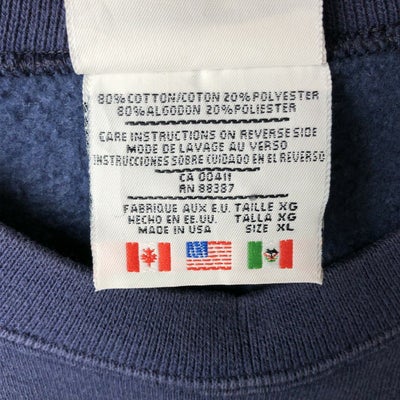 80% COTTON/COTON 20% POLYESTER
80% ALGODON 20% POLIESTER
CARE INSTRUCTIONS ON REVERSE SIDE
MODE DE LAVAGE AU VERSO
INSTRUCCIONES SOBRE CUIDADO EN EL REVERSO
CA 00411
RN 88387
FABRIQUE AUX E.U. TAILLE XG
HECHO EN EE.UU. TALLA XG
MADE IN USA SIZE XL